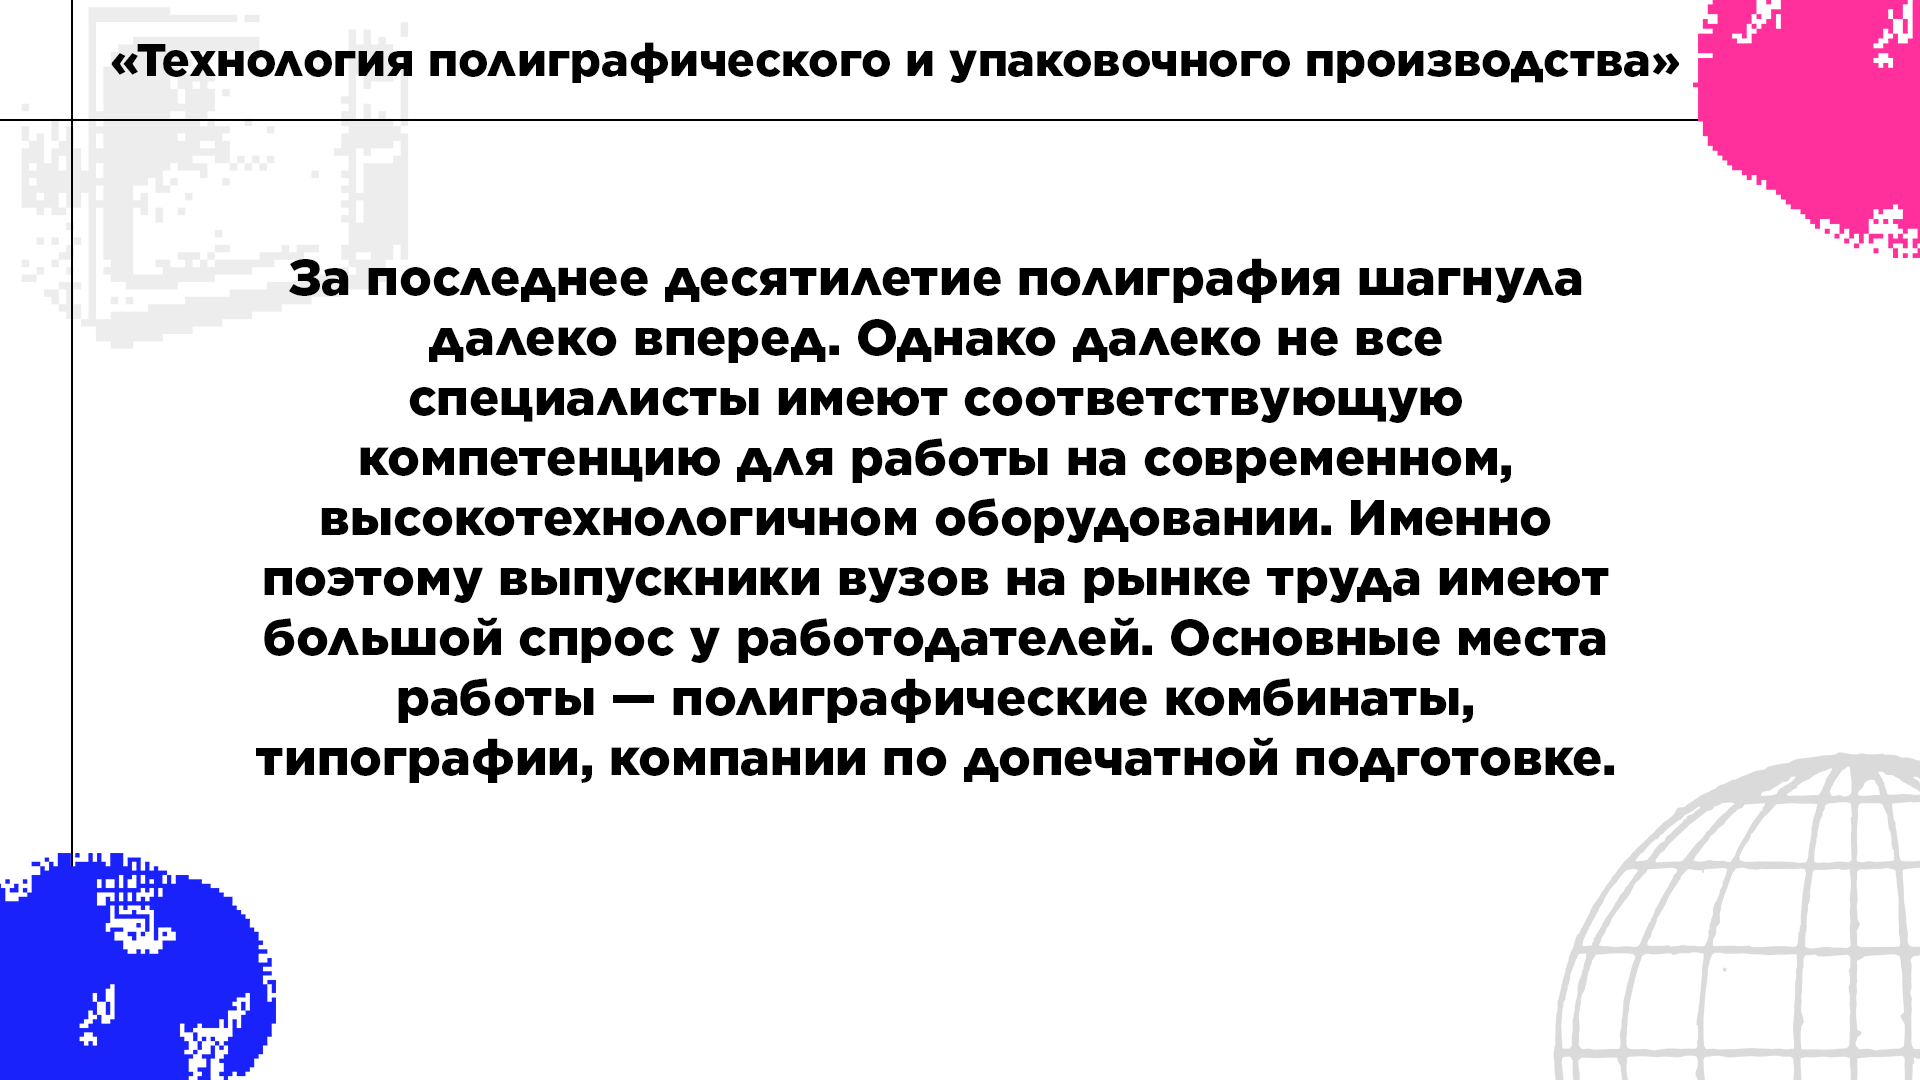 «Технология полиграфического и упаковочного производства»
За последнее десятилетие полиграфия шагнула
далеко вперед. Однако далеко не все
специалисты имеют соответствующую
компетенцию для работы на современном,
высокотехнологичном оборудовании. Именно
поэтому выпускники вузов на рынке труда имеют
большой спрос у работодателей. Основные места
работы — полиграфические комбинаты,
типографии, компании по допечатной подготовке.